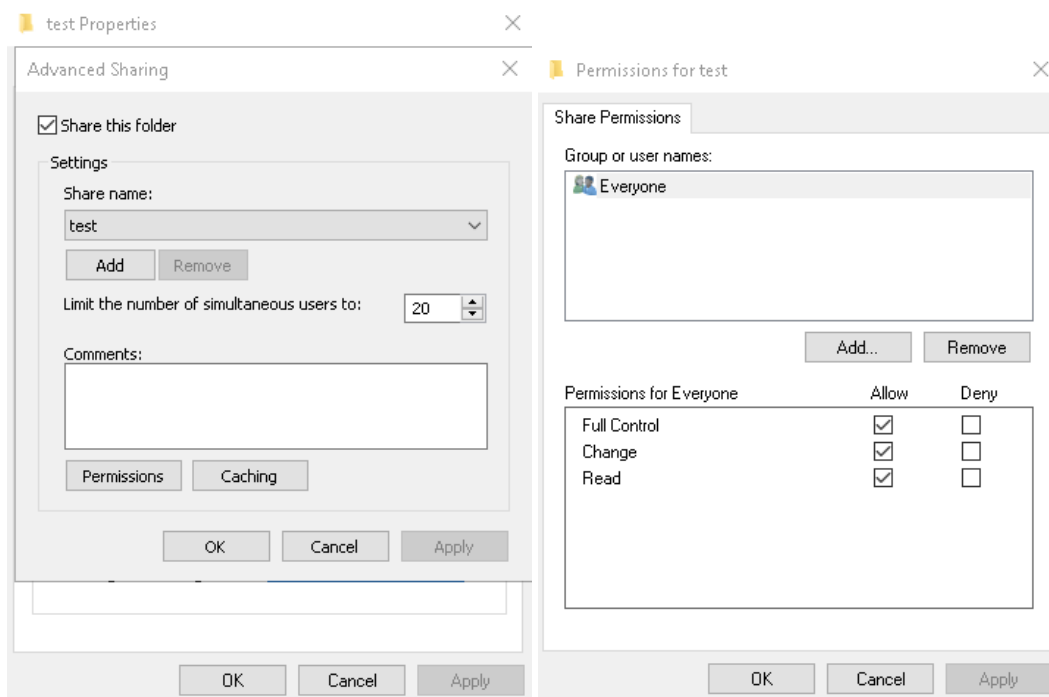 test Properties
Advanced Sharing
Share this folder
Settings
Share name:
test
Add Remove
Limit the number of simultaneous users to: 20
Comments:
Permissions Caching
OK Cancel Apply
OK Cancel Apply
Permissions for test
Share Permissions
Group or user names:
Everyone
Add... Remove
Permissions for Everyone Allow Deny
Full Control
Change
Read
OK Cancel Apply